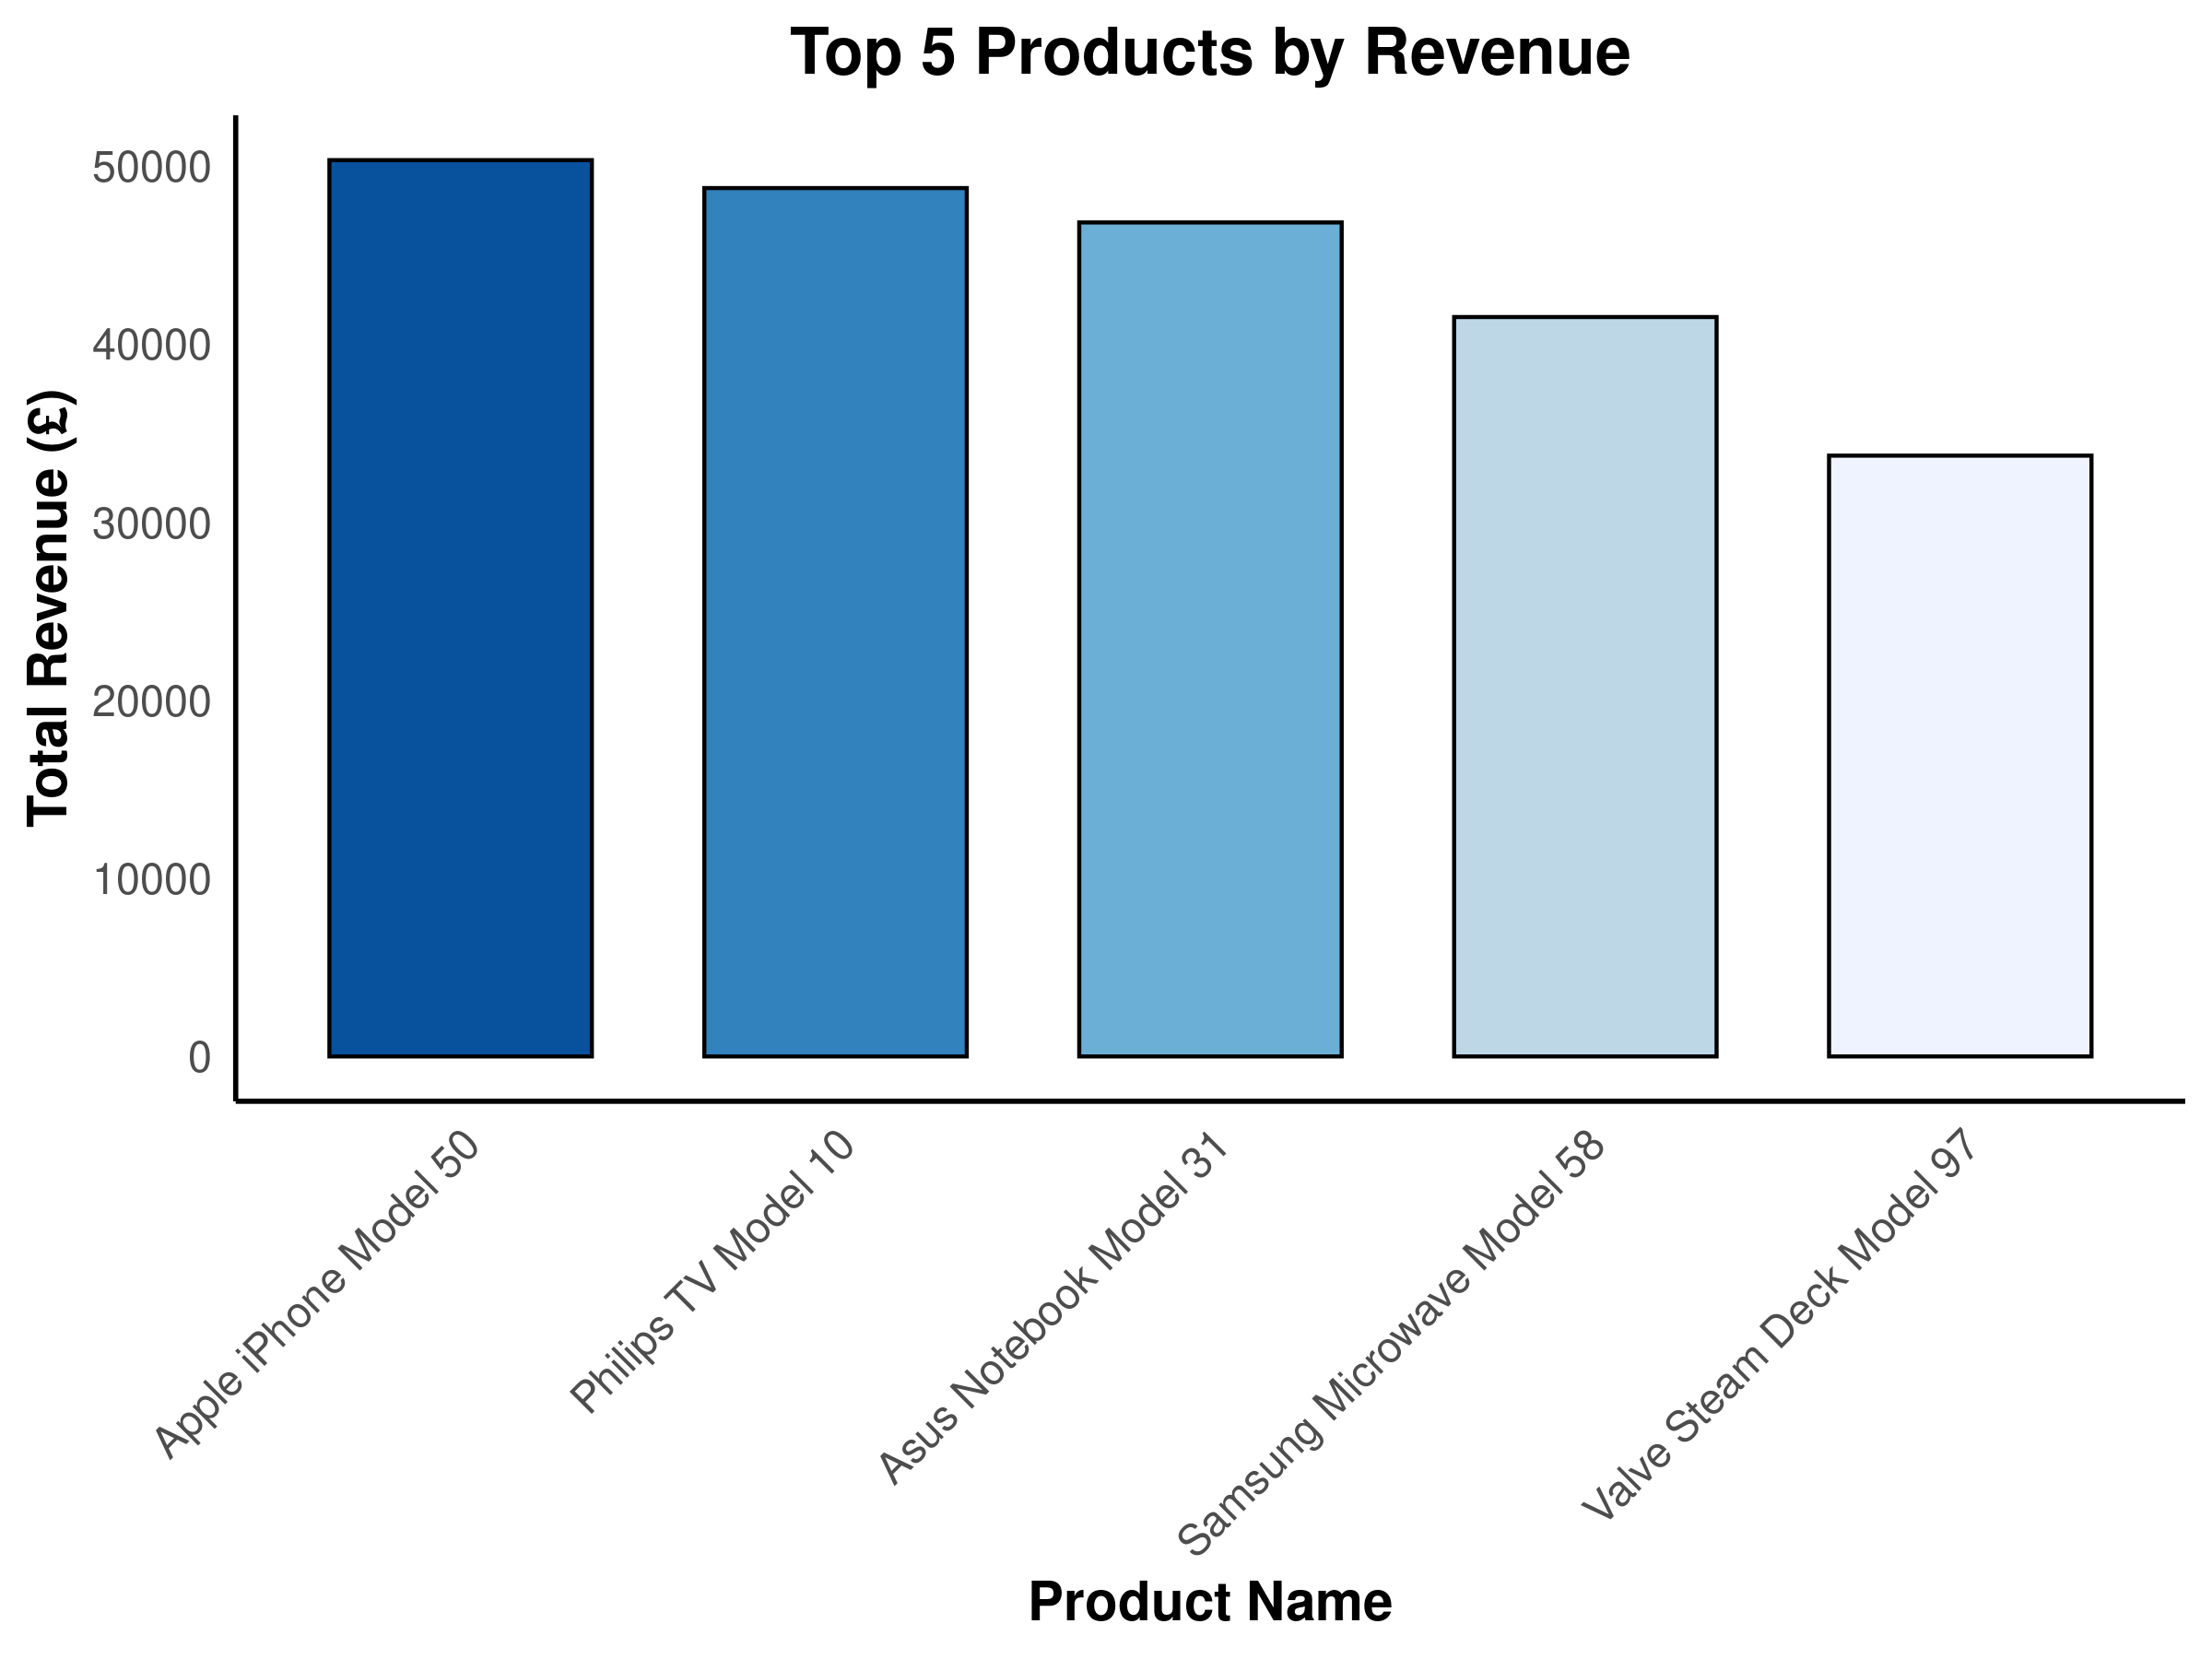 Top 5 Products by Revenue
Total Revenue (£)
50000
40000
30000
20000
10000
0
Apple iPhone Model 50
Philips TV Model 10
Asus Notebook Model 31
Samsung Microwave Model 58
Valve Steam Deck Model 97
Product Name